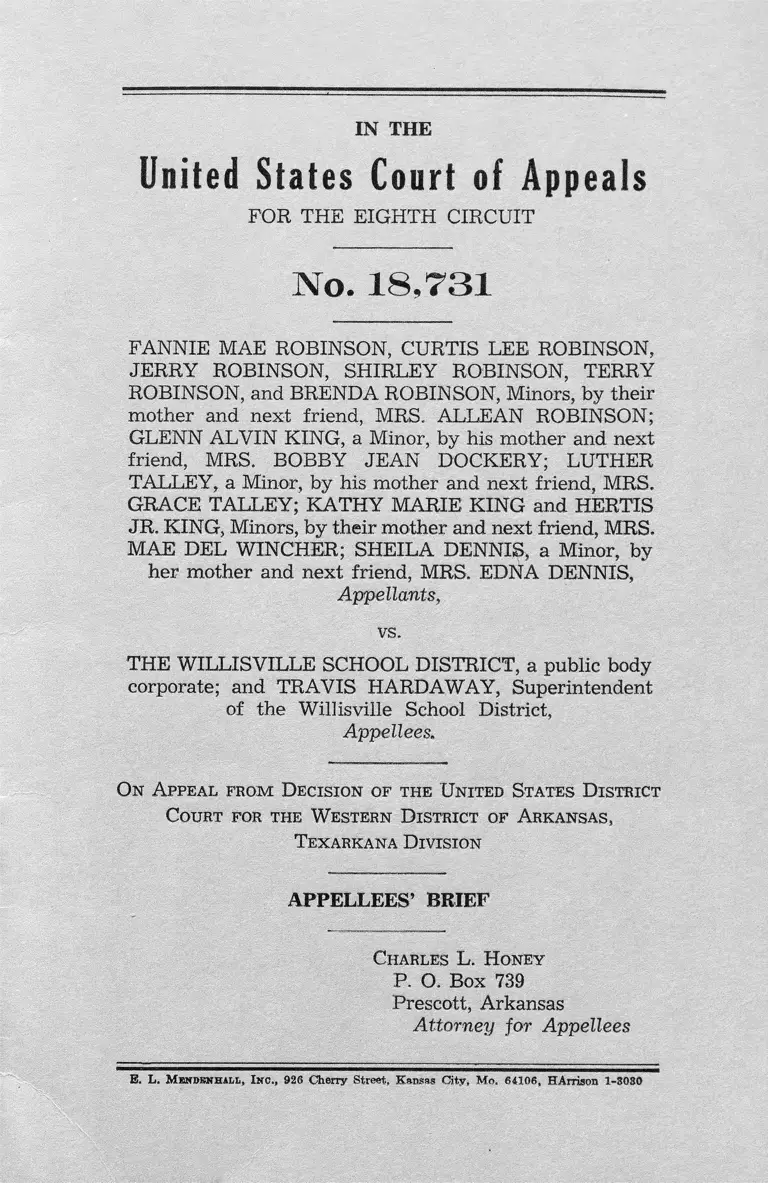 IN THE
United States Court of Appeals
FOR THE EIGHTH CIRCUIT
No. 18,731
FANNIE MAE ROBINSON, CURTIS LEE ROBINSON,
JERRY ROBINSON, SHIRLEY ROBINSON, TERRY
ROBINSON, and BRENDA ROBINSON, Minors, by their
mother and next friend, MRS. ALLEAN ROBINSON;
GLENN ALVIN KING, a Minor, by his mother and next
friend, MRS. BOBBY JEAN DOCKERY; LUTHER
TALLEY, a Minor, by his mother and next friend, MRS.
GRACE TALLEY; KATHY MARIE KING and HERTIS
JR. KING, Minors, by their mother and next friend, MRS.
MAE DEL WINCHER; SHEILA DENNIS, a Minor, by
her mother and next friend, MRS. EDNA DENNIS,
Appellants,
vs.
THE WILLISVILLE SCHOOL DISTRICT, a public body
corporate; and TRAVIS HARDAWAY, Superintendent
of the Willisville School District,
Appellees.
ON APPEAL FROM DECISION OF THE UNITED STATES DISTRICT
COURT FOR THE WESTERN DISTRICT OF ARKANSAS,
TEXARKANA DIVISION
APPELLEES' BRIEF
CHARLES L. HONEY
P. O. Box 739
Prescott, Arkansas
Attorney for Appellees
E. L. MENDENHALL, INC., 926 Cherry Street, Kansas City, Mo. 64106, HArrison 1-3030